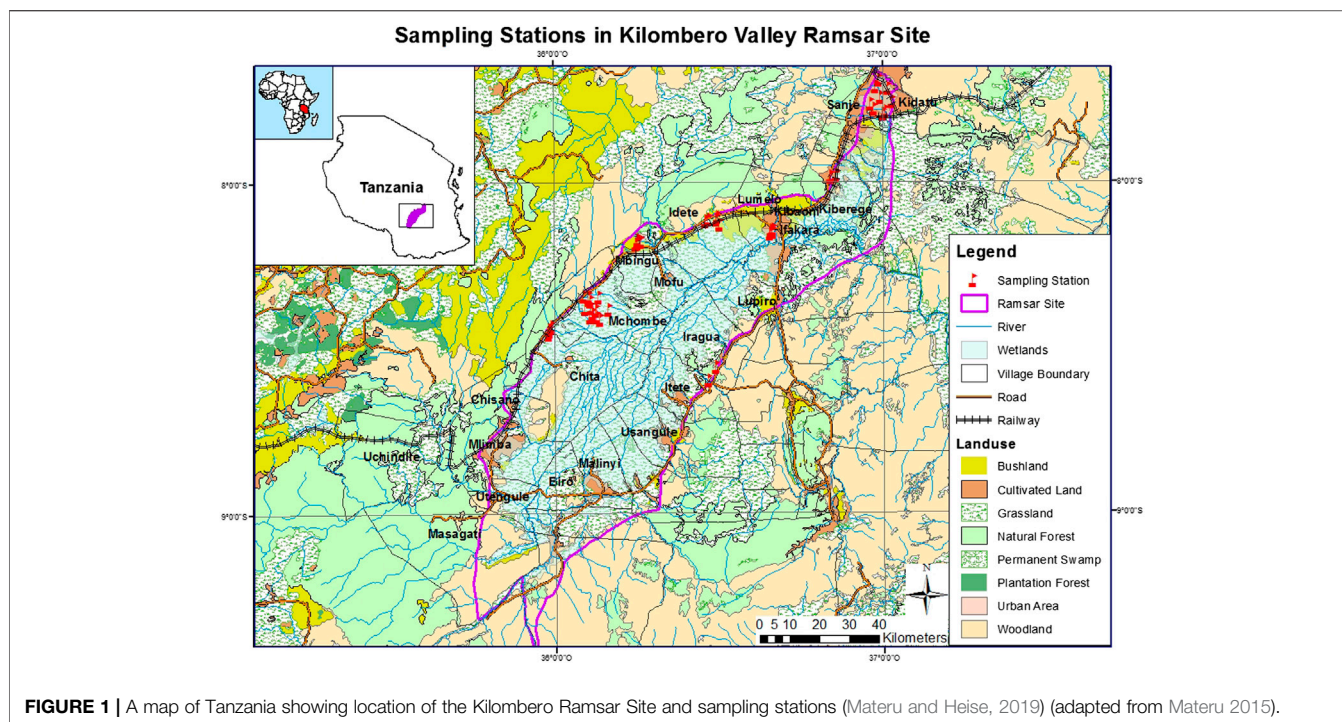 Sampling Stations in Kilombero Valley Ramsar Site
36°0'0"O
37°0'0"O
Tanzania
8°0'0"S
8°0'0"S
9°0'0"S
9°0'0"S
Sanje
Kidatu
Lumelo
Idete
Kibaoni
Kiberege
Ifakara
Mbingu
Mofu
Lupiro
Mchombe
Iragua
Chita
Itete
Chisano
Usangule
Mlimba
Uchindire
Malinyi
Biro
Utengule
Masagati
Legend
Sampling Station
Ramsar Site
River
Wetlands
Village Boundary
Road
Railway
Landuse
Bushland
Cultivated Land
Grassland
Natural Forest
Permanent Swamp
Plantation Forest
Urban Area
Woodland
N
0 5 10 20 30 40
Kilometers
36°0'0"O
37°0'0"O
FIGURE 1 | A map of Tanzania showing location of the Kilombero Ramsar Site and sampling stations (Materu and Heise, 2019) (adapted from Materu 2015).